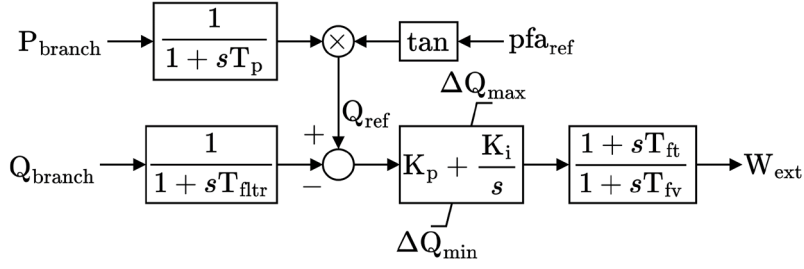 P_branch
1
1 + sT_p
×
tan
pfa_ref
ΔQ_max
Q_ref
+
Q_branch
1
1 + sT_fltr
−
K_p + K_i
s
1 + sT_ft
1 + sT_fv
W_ext
ΔQ_min